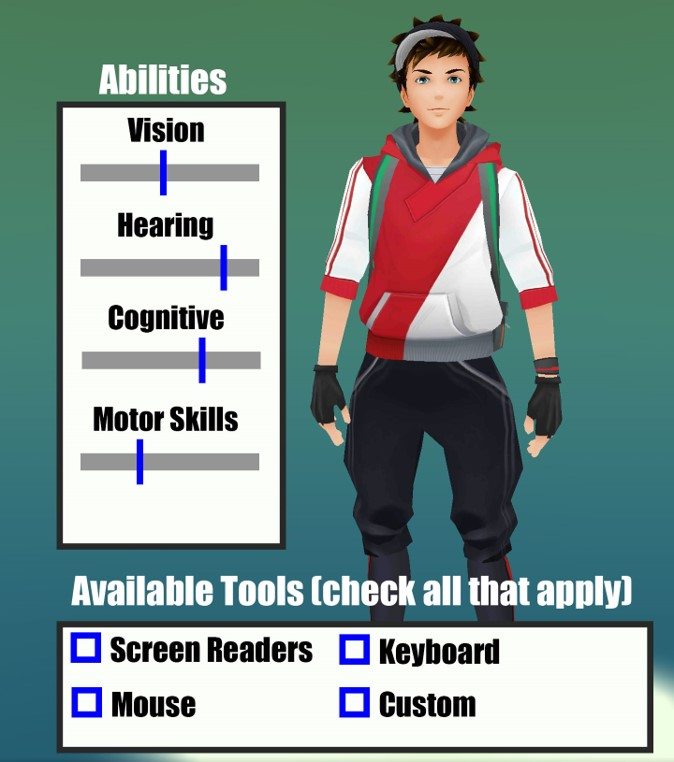 Abilities
Vision
Hearing
Cognitive
Motor Skills
Available Tools (check all that apply)
Screen Readers
Keyboard
Mouse
Custom